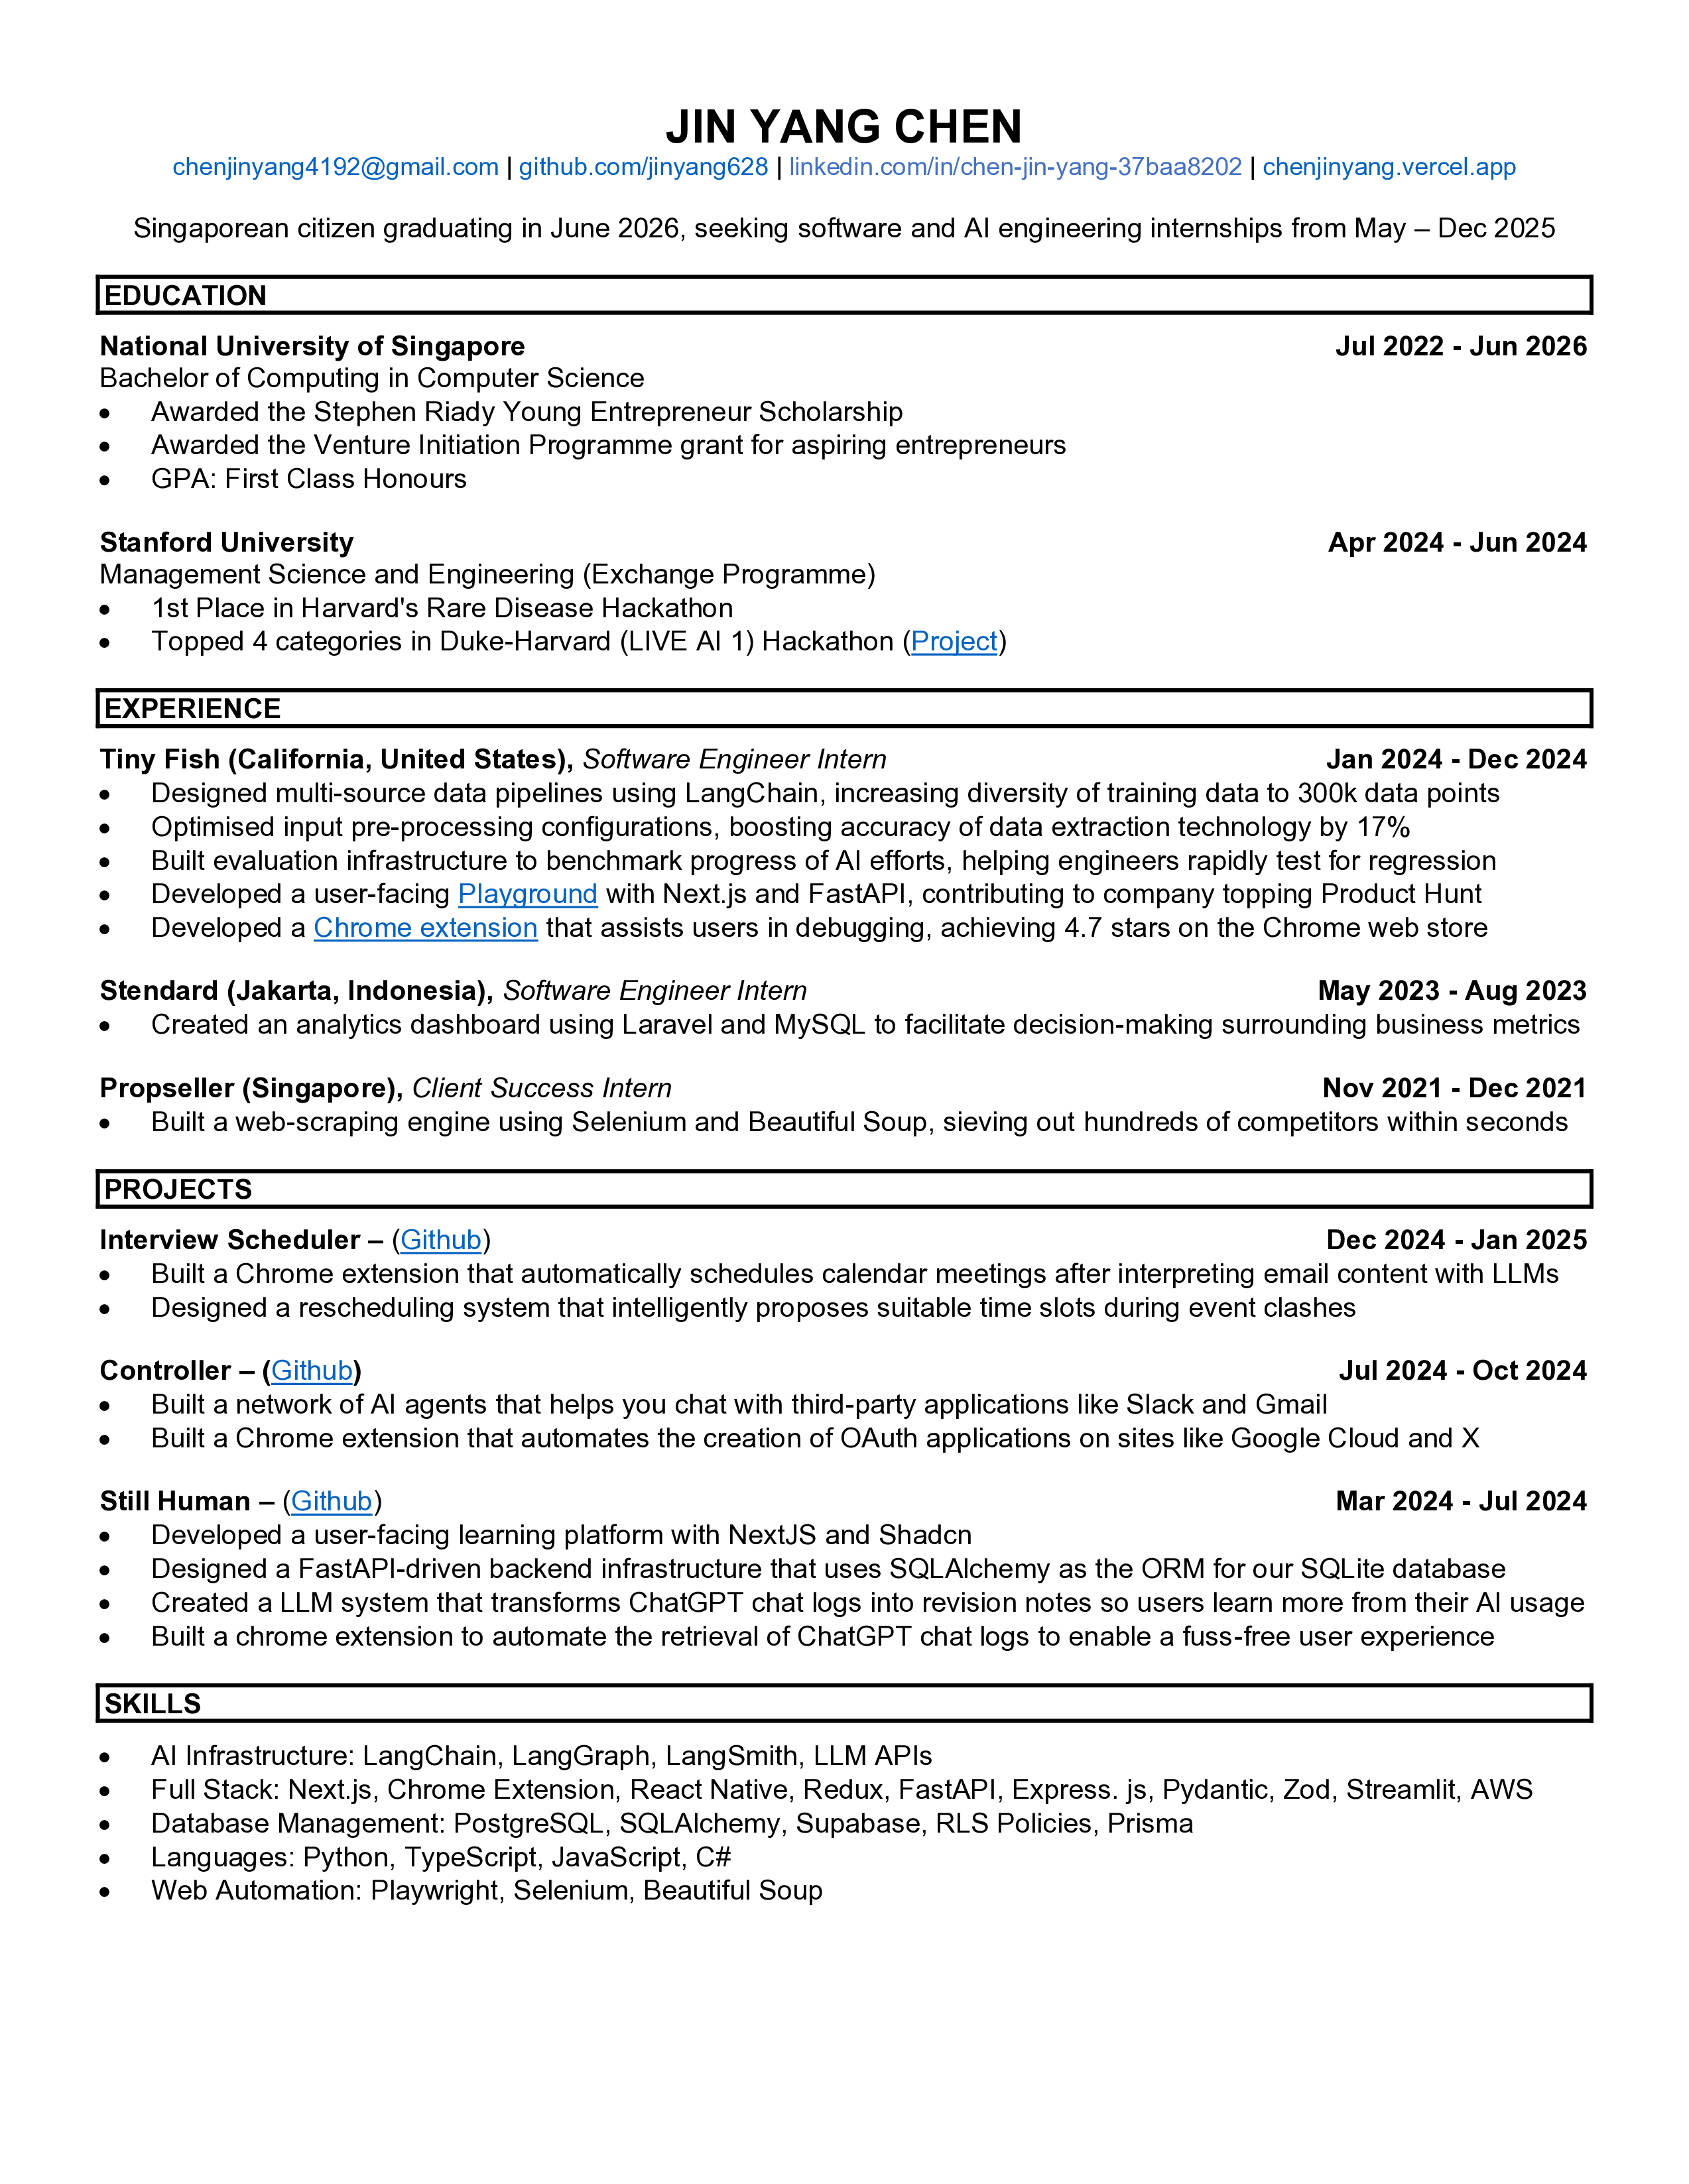 JIN YANG CHEN
chenjinyang4192@gmail.com | github.com/jinyang628 | linkedin.com/in/chen-jin-yang-37baa8202 | chenjinyang.vercel.app
Singaporean citizen graduating in June 2026, seeking software and AI engineering internships from May – Dec 2025
EDUCATION
National University of Singapore Jul 2022 - Jun 2026
Bachelor of Computing in Computer Science
• Awarded the Stephen Riady Young Entrepreneur Scholarship
• Awarded the Venture Initiation Programme grant for aspiring entrepreneurs
• GPA: First Class Honours
Stanford University Apr 2024 - Jun 2024
Management Science and Engineering (Exchange Programme)
• 1st Place in Harvard's Rare Disease Hackathon
• Topped 4 categories in Duke-Harvard (LIVE AI 1) Hackathon (Project)
EXPERIENCE
Tiny Fish (California, United States), Software Engineer Intern Jan 2024 - Dec 2024
• Designed multi-source data pipelines using LangChain, increasing diversity of training data to 300k data points
• Optimised input pre-processing configurations, boosting accuracy of data extraction technology by 17%
• Built evaluation infrastructure to benchmark progress of AI efforts, helping engineers rapidly test for regression
• Developed a user-facing Playground with Next.js and FastAPI, contributing to company topping Product Hunt
• Developed a Chrome extension that assists users in debugging, achieving 4.7 stars on the Chrome web store
Stendard (Jakarta, Indonesia), Software Engineer Intern May 2023 - Aug 2023
• Created an analytics dashboard using Laravel and MySQL to facilitate decision-making surrounding business metrics
Propseller (Singapore), Client Success Intern Nov 2021 - Dec 2021
• Built a web-scraping engine using Selenium and Beautiful Soup, sieving out hundreds of competitors within seconds
PROJECTS
Interview Scheduler – (Github) Dec 2024 - Jan 2025
• Built a Chrome extension that automatically schedules calendar meetings after interpreting email content with LLMs
• Designed a rescheduling system that intelligently proposes suitable time slots during event clashes
Controller – (Github) Jul 2024 - Oct 2024
• Built a network of AI agents that helps you chat with third-party applications like Slack and Gmail
• Built a Chrome extension that automates the creation of OAuth applications on sites like Google Cloud and X
Still Human – (Github) Mar 2024 - Jul 2024
• Developed a user-facing learning platform with NextJS and Shadcn
• Designed a FastAPI-driven backend infrastructure that uses SQLAlchemy as the ORM for our SQLite database
• Created a LLM system that transforms ChatGPT chat logs into revision notes so users learn more from their AI usage
• Built a chrome extension to automate the retrieval of ChatGPT chat logs to enable a fuss-free user experience
SKILLS
• AI Infrastructure: LangChain, LangGraph, LangSmith, LLM APIs
• Full Stack: Next.js, Chrome Extension, React Native, Redux, FastAPI, Express. js, Pydantic, Zod, Streamlit, AWS
• Database Management: PostgreSQL, SQLAlchemy, Supabase, RLS Policies, Prisma
• Languages: Python, TypeScript, JavaScript, C#
• Web Automation: Playwright, Selenium, Beautiful Soup